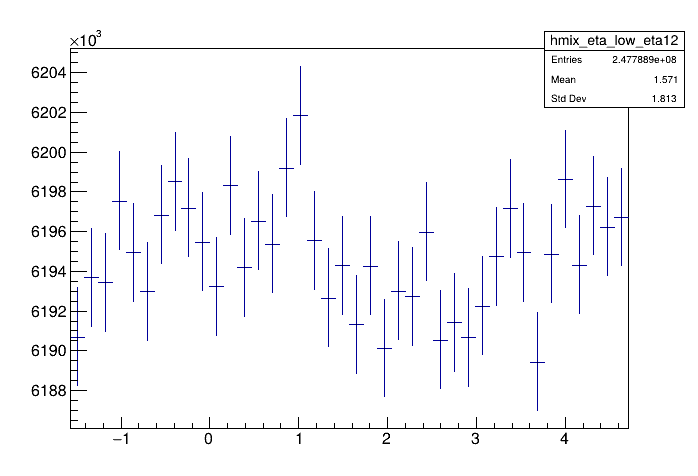 ×10³
hmix_eta_low_eta12
Entries 2.477889e+08
Mean 1.571
Std Dev 1.813
6204
6202
6200
6198
6196
6194
6192
6190
6188
−1 0 1 2 3 4